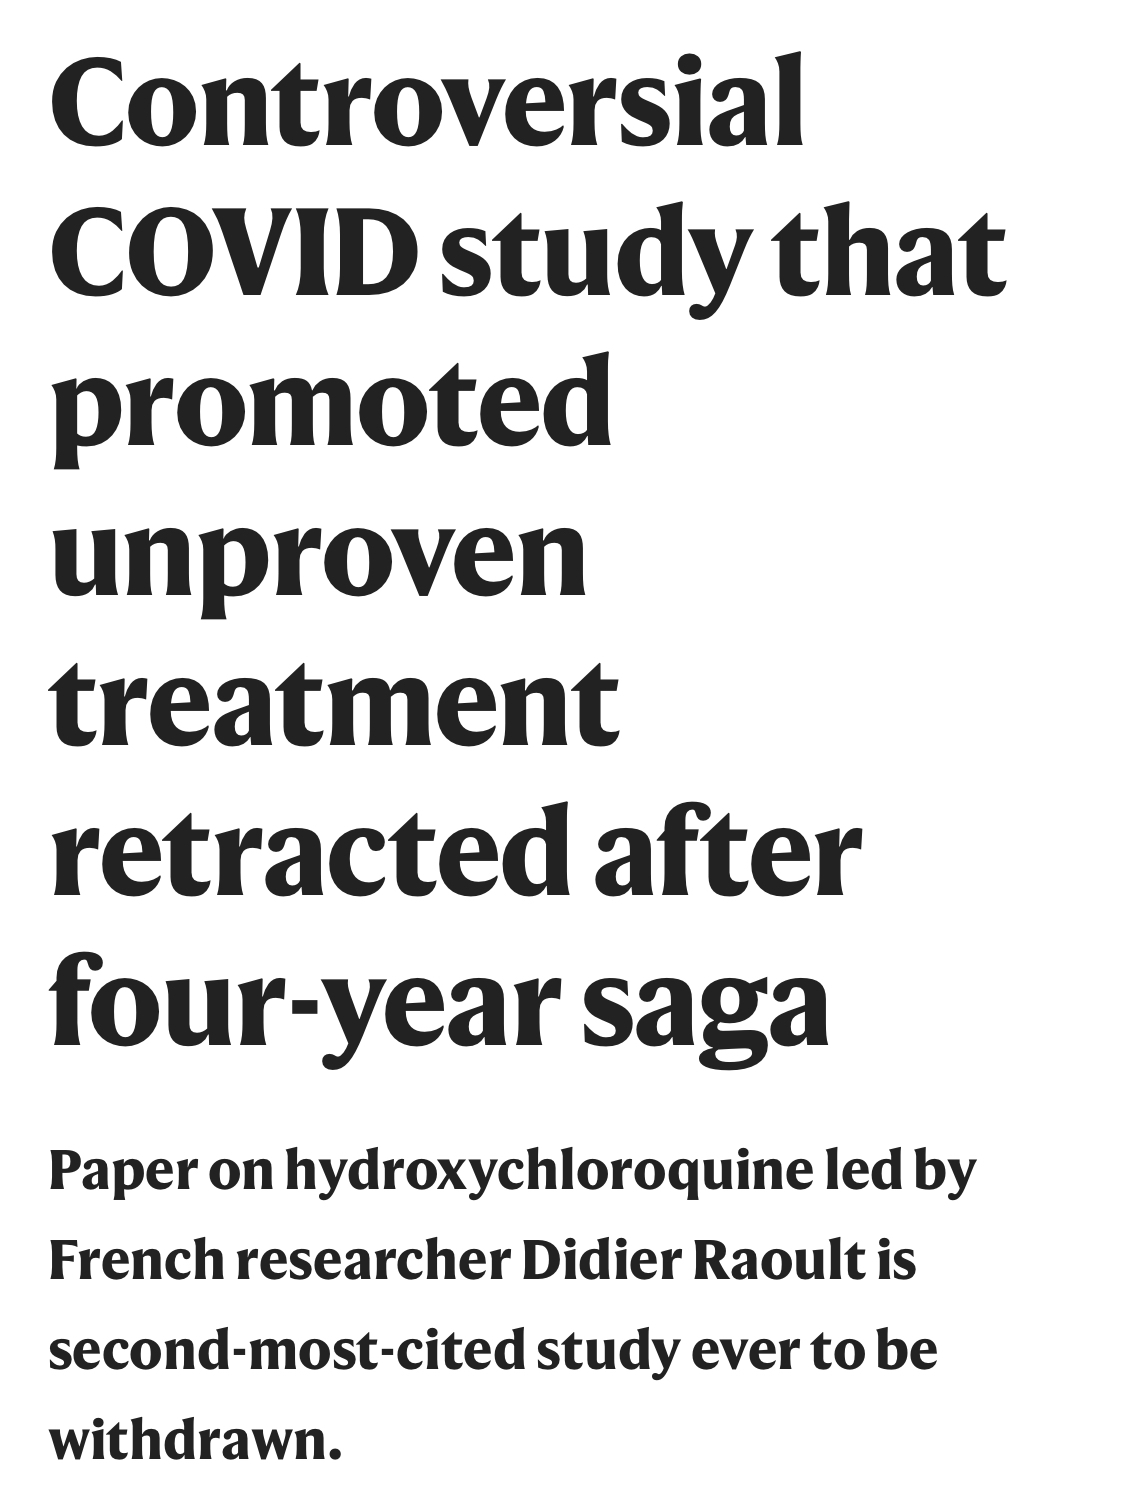 Controversial
COVID study that
promoted
unproven
treatment
retracted after
four-year saga
Paper on hydroxychloroquine led by
French researcher Didier Raoult is
second-most-cited study ever to be
withdrawn.